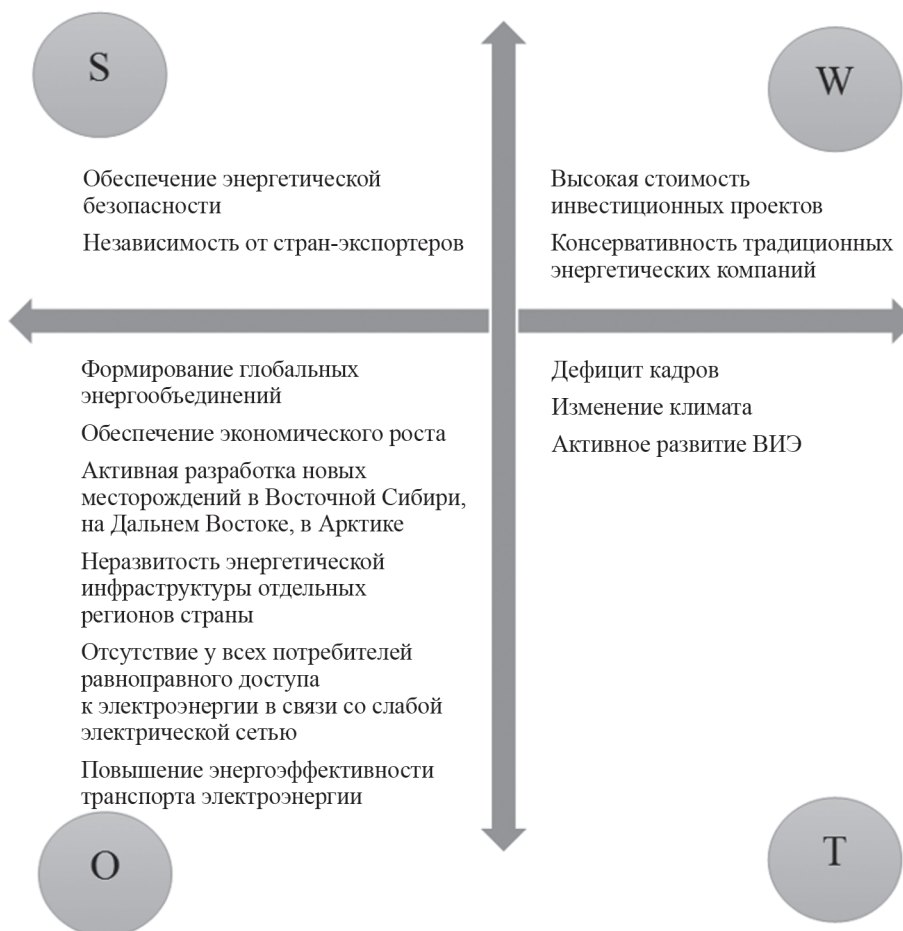 S
W
Обеспечение энергетической
безопасности
Независимость от стран-экспортеров
Высокая стоимость
инвестиционных проектов
Консервативность традиционных
энергетических компаний
Формирование глобальных
энергообъединений
Обеспечение экономического роста
Активная разработка новых
месторождений в Восточной Сибири,
на Дальнем Востоке, в Арктике
Неразвитость энергетической
инфраструктуры отдельных
регионов страны
Отсутствие у всех потребителей
равноправного доступа
к электроэнергии в связи со слабой
электрической сетью
Повышение энергоэффективности
транспорта электроэнергии
Дефицит кадров
Изменение климата
Активное развитие ВИЭ
O
T